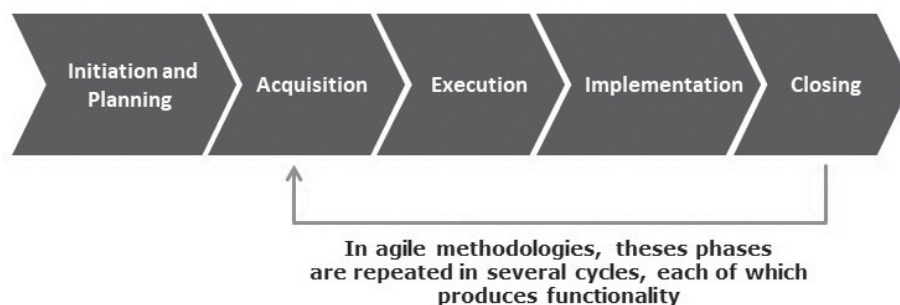 Initiation and
Planning
Acquisition
Execution
Implementation
Closing
In agile methodologies, theses phases
are repeated in several cycles, each of which
produces functionality